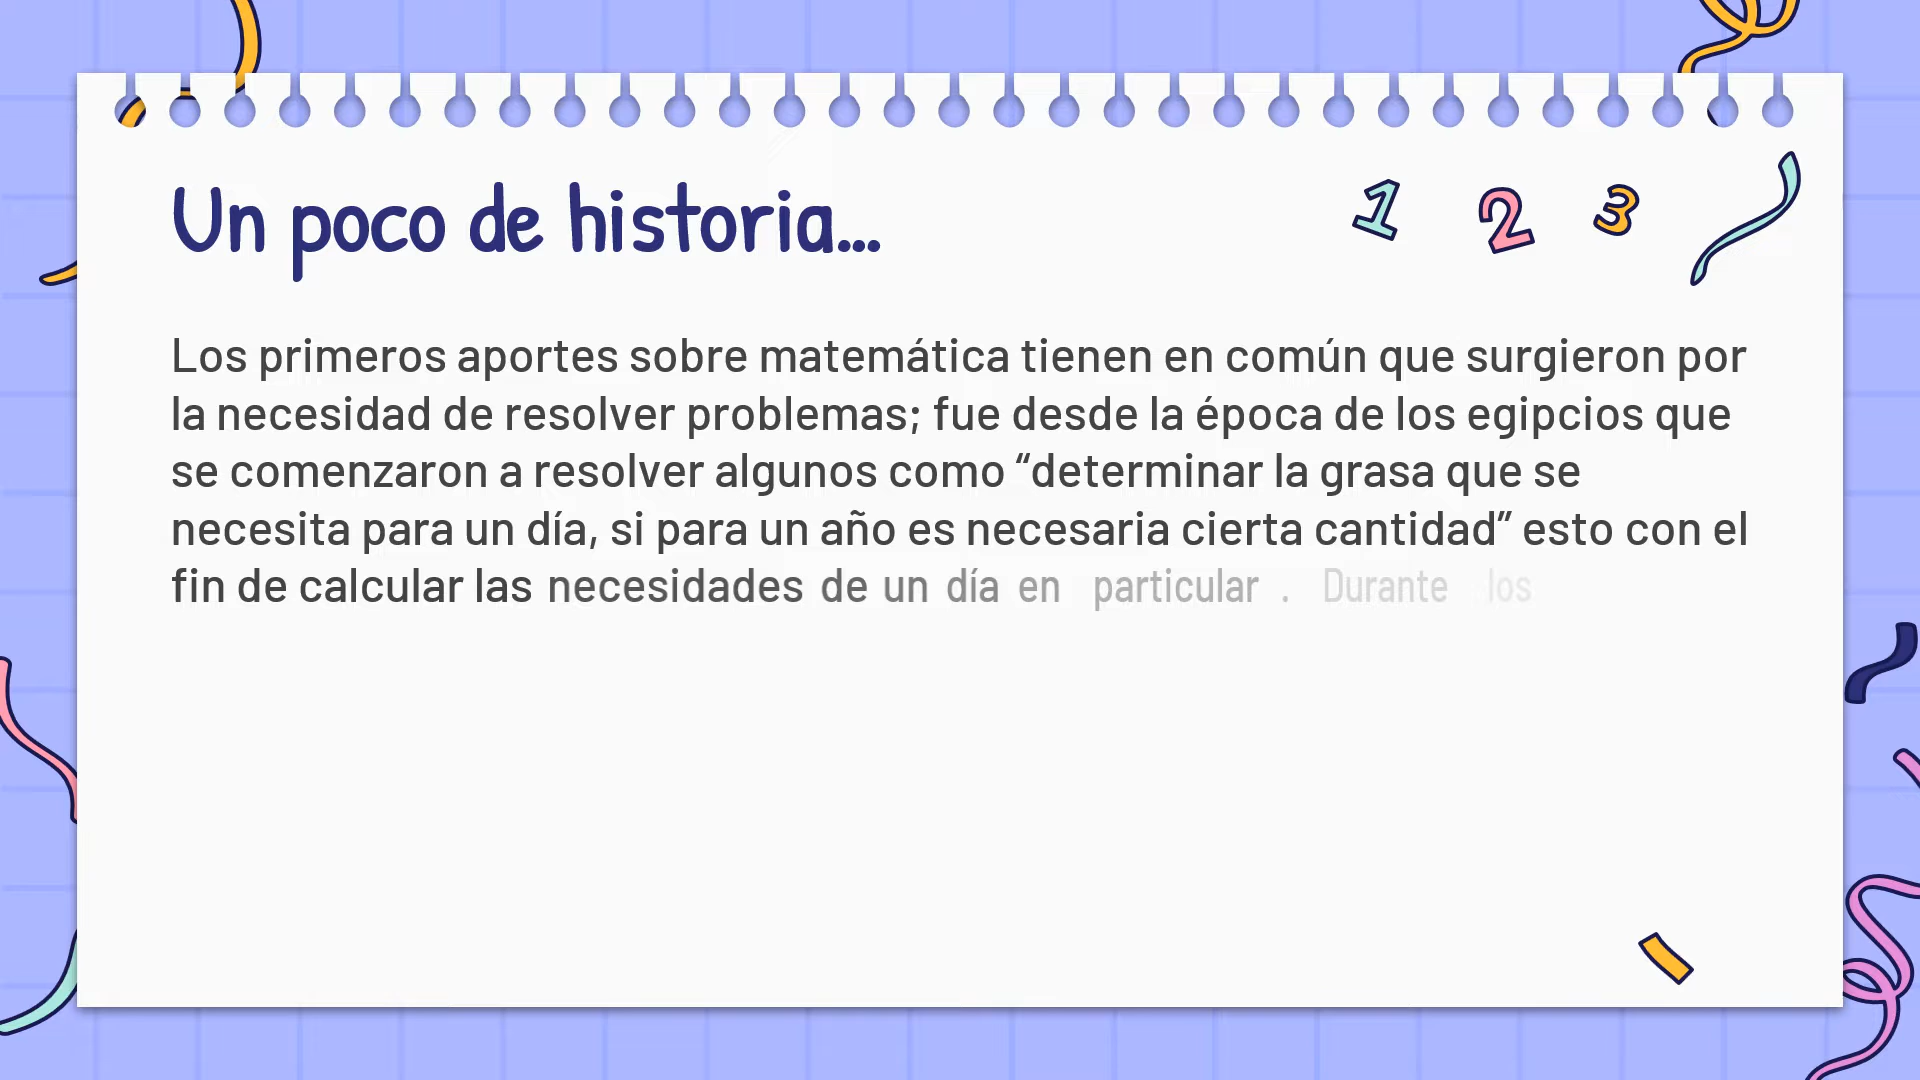 Un poco de historia...
1 2 3
Los primeros aportes sobre matemática tienen en común que surgieron por
la necesidad de resolver problemas; fue desde la época de los egipcios que
se comenzaron a resolver algunos como “determinar la grasa que se
necesita para un día, si para un año es necesaria cierta cantidad” esto con el
fin de calcular las necesidades de un día en particular . Durante los